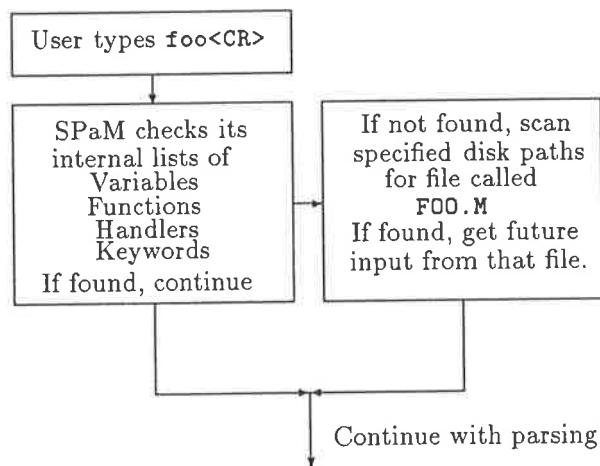 User types foo<CR>
SPaM checks its
internal lists of
Variables
Functions
Handlers
Keywords
If found, continue
If not found, scan
specified disk paths
for file called
FOO.M
If found, get future
input from that file.
Continue with parsing